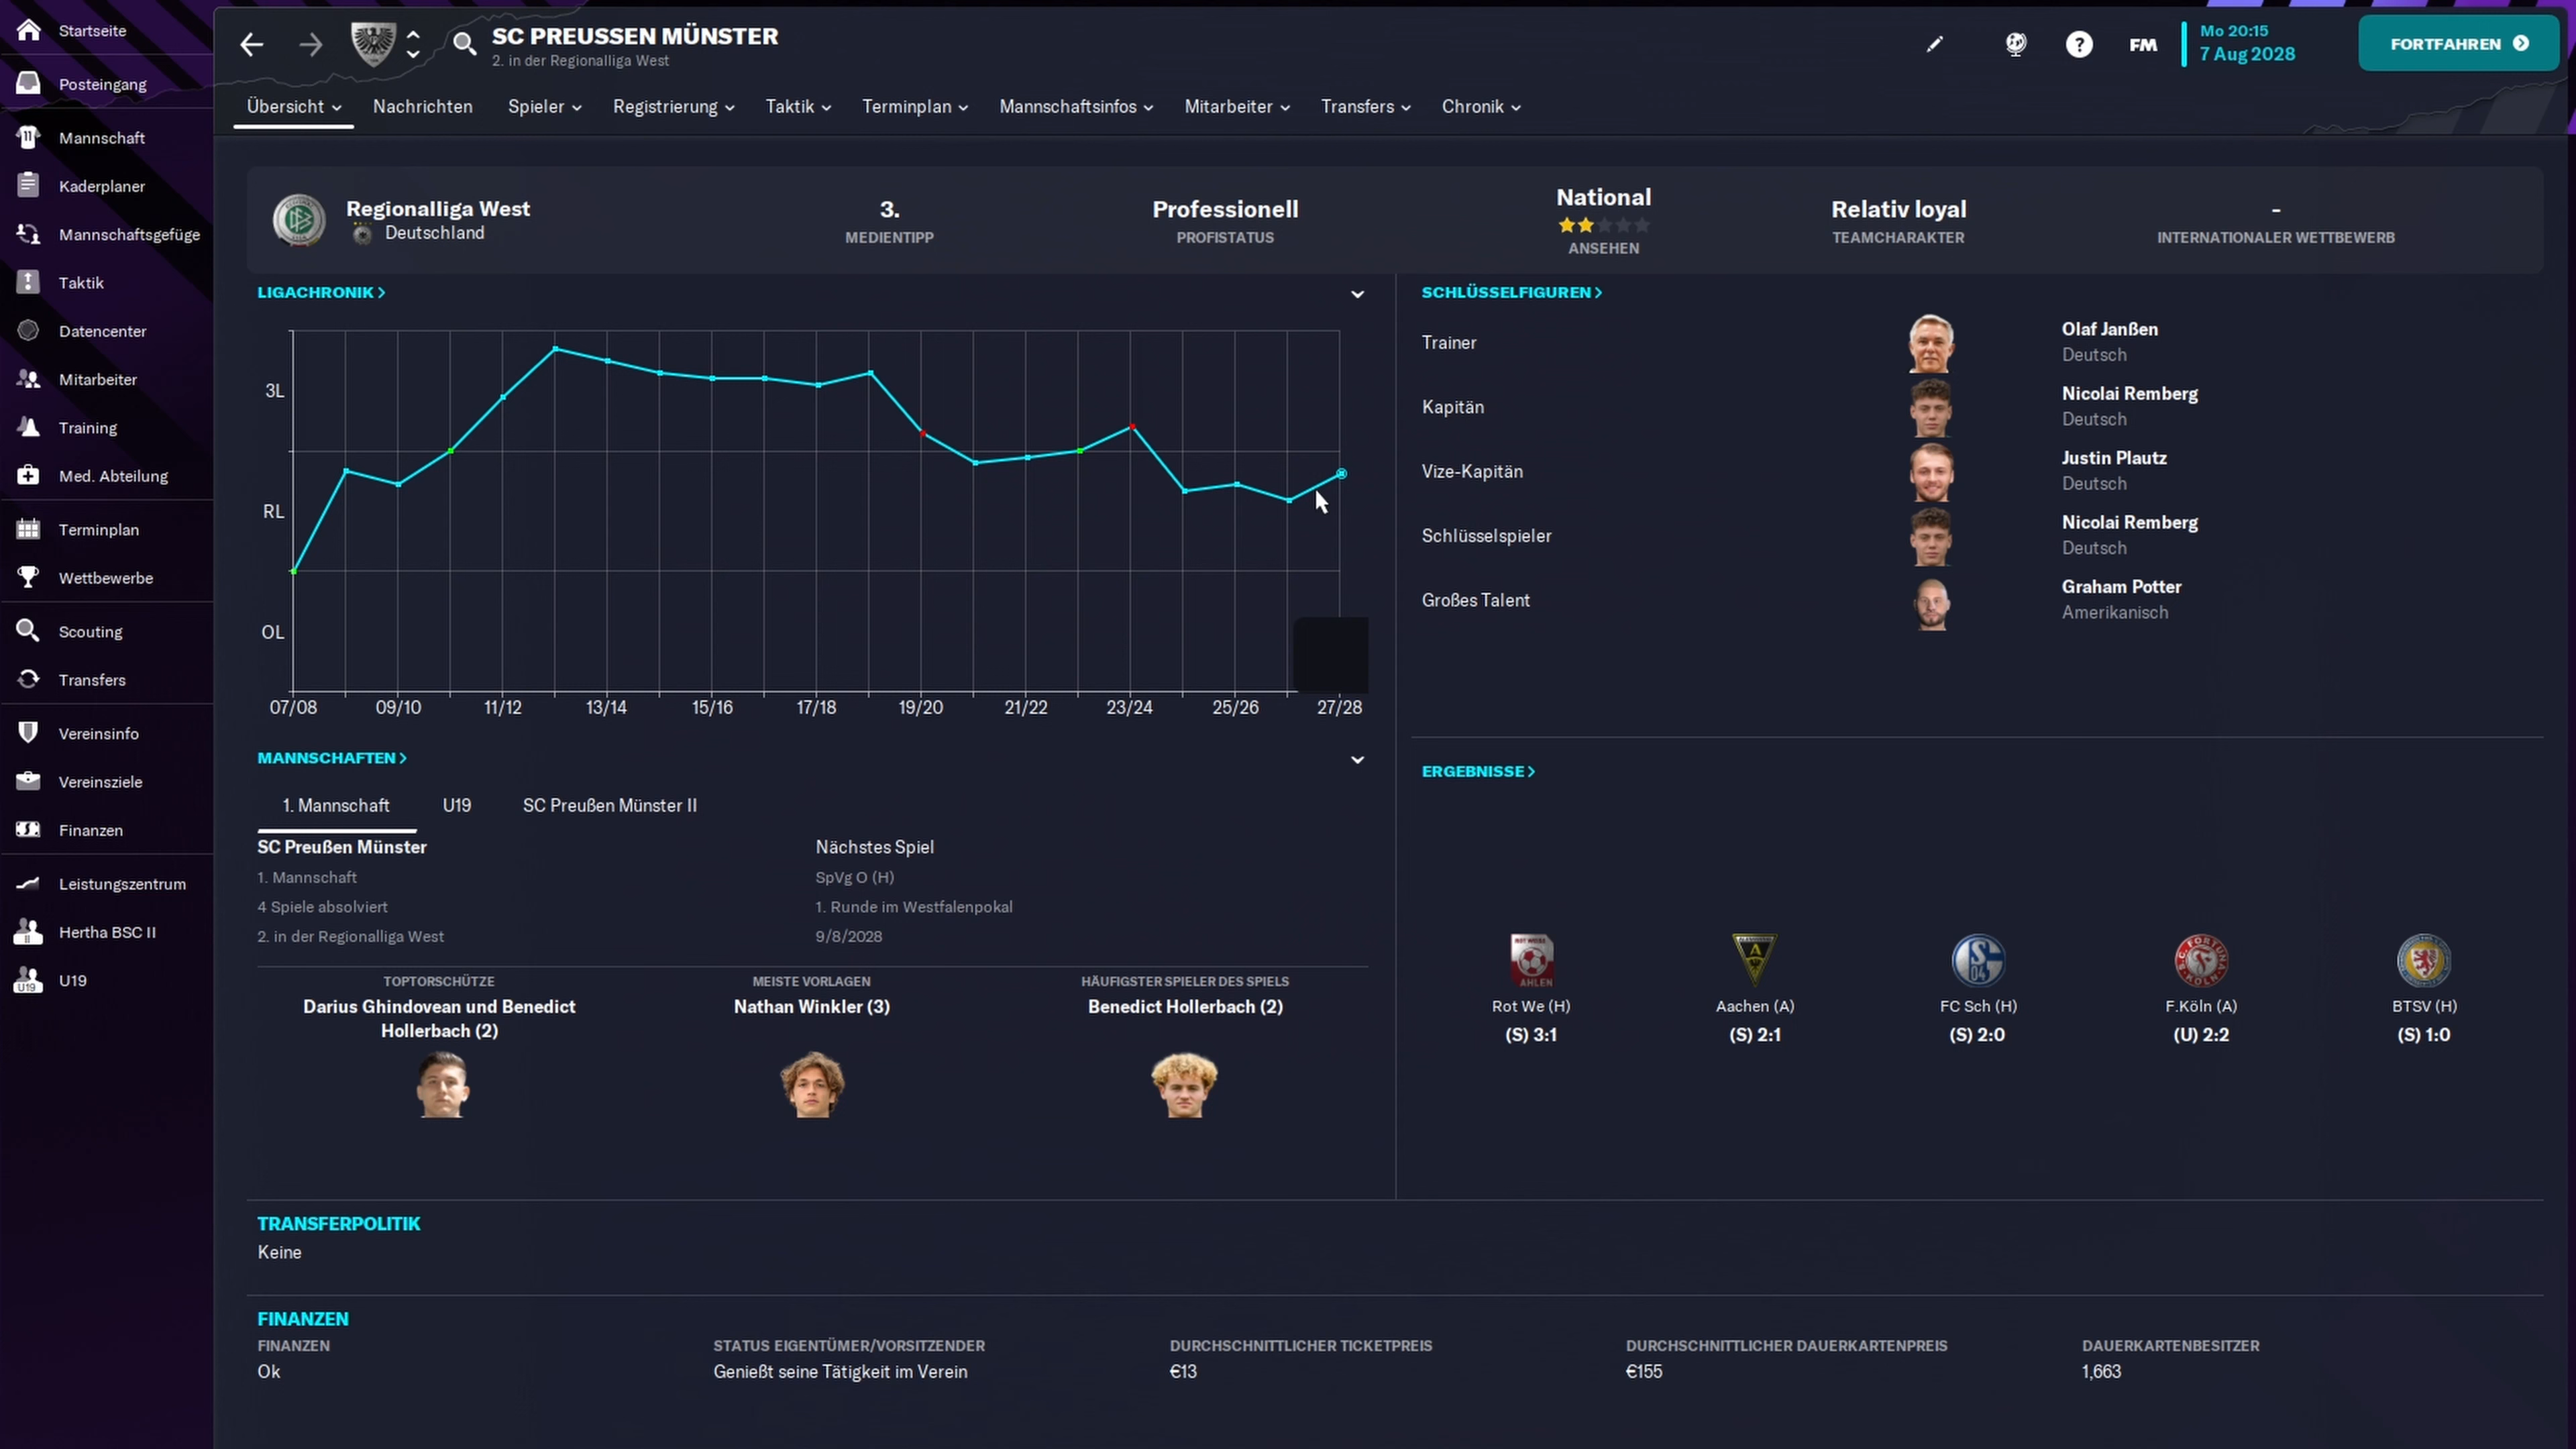 Startseite
Posteingang
Mannschaft
Kaderplaner
Mannschaftsgefüge
Taktik
Datencenter
Mitarbeiter
Training
Med. Abteilung
Terminplan
Wettbewerbe
Scouting
Transfers
Vereinsinfo
Vereinsziele
Finanzen
Leistungszentrum
Hertha BSC II
U19
SC PREUSSEN MÜNSTER
2. in der Regionalliga West
FM
Mo 20:15
7 Aug 2028
FORTFAHREN
Übersicht Nachrichten Spieler Registrierung Taktik Terminplan Mannschaftsinfos Mitarbeiter Transfers Chronik
Regionalliga West
Deutschland
3.
MEDIENTIPP
Professionell
PROFISTATUS
National
ANSEHEN
Relativ loyal
TEAMCHARAKTER
-
INTERNATIONALER WETTBEWERB
LIGACHRONIK
3L
RL
OL
07/08 09/10 11/12 13/14 15/16 17/18 19/20 21/22 23/24 25/26 27/28
SCHLÜSSELFIGUREN
Trainer
Olaf Janßen
Deutsch
Kapitän
Nicolai Remberg
Deutsch
Vize-Kapitän
Justin Plautz
Deutsch
Schlüsselspieler
Nicolai Remberg
Deutsch
Großes Talent
Graham Potter
Amerikanisch
MANNSCHAFTEN
1. Mannschaft U19 SC Preußen Münster II
SC Preußen Münster
1. Mannschaft
4 Spiele absolviert
2. in der Regionalliga West
Nächstes Spiel
SpVg O (H)
1. Runde im Westfalenpokal
9/8/2028
TOPTORSCHÜTZE
Darius Ghindovean und Benedict
Hollerbach (2)
MEISTE VORLAGEN
Nathan Winkler (3)
HÄUFIGSTER SPIELER DES SPIELS
Benedict Hollerbach (2)
ERGEBNISSE
Rot We (H)
(S) 3:1
Aachen (A)
(S) 2:1
FC Sch (H)
(S) 2:0
F.Köln (A)
(U) 2:2
BTSV (H)
(S) 1:0
TRANSFERPOLITIK
Keine
FINANZEN
FINANZEN
Ok
STATUS EIGENTÜMER/VORSITZENDER
Genießt seine Tätigkeit im Verein
DURCHSCHNITTLICHER TICKETPREIS
€13
DURCHSCHNITTLICHER DAUERKARTENPREIS
€155
DAUERKARTENBESITZER
1,663